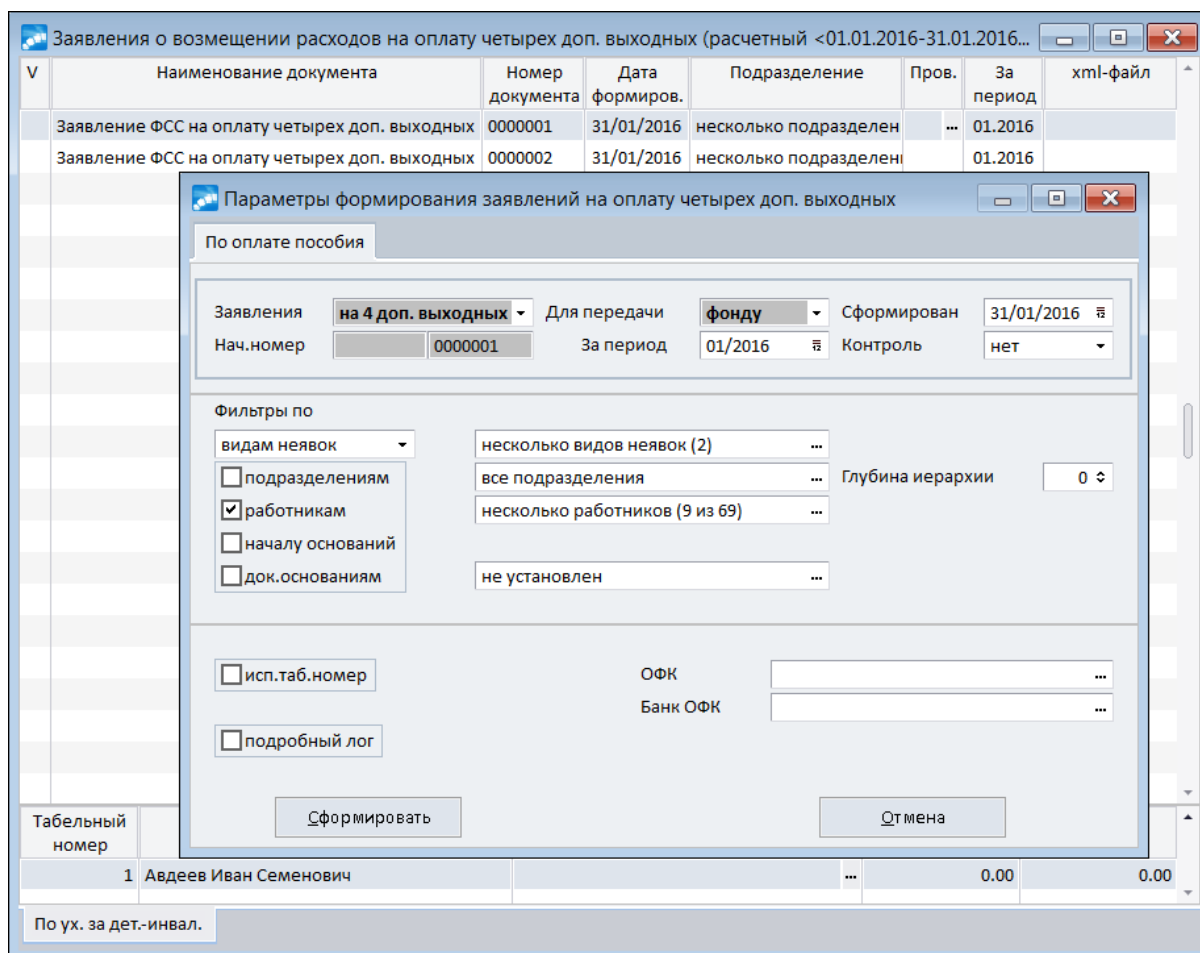 Заявления о возмещении расходов на оплату четырех доп. выходных (расчетный <01.01.2016-31.01.2016...
V Наименование документа Номер документа Дата формиров. Подразделение Пров. За период xml-файл
Заявление ФСС на оплату четырех доп. выходных 0000001 31/01/2016 несколько подразделен ... 01.2016
Заявление ФСС на оплату четырех доп. выходных 0000002 31/01/2016 несколько подразделен 01.2016
Параметры формирования заявлений на оплату четырех доп. выходных
По оплате пособия
Заявления на 4 доп. выходных Для передачи фонду Сформирован 31/01/2016
Нач.номер 0000001 За период 01/2016 Контроль нет
Фильтры по
видам неявок несколько видов неявок (2) ...
подразделениям все подразделения ... Глубина иерархии 0
работникам несколько работников (9 из 69) ...
началу оснований
док.основаниям не установлен ...
исп.таб.номер ОФК ...
Банк ОФК ...
подробный лог
Сформировать Отмена
Табельный номер
1 Авдеев Иван Семенович ... 0.00 0.00
По ух. за дет.-инвал.